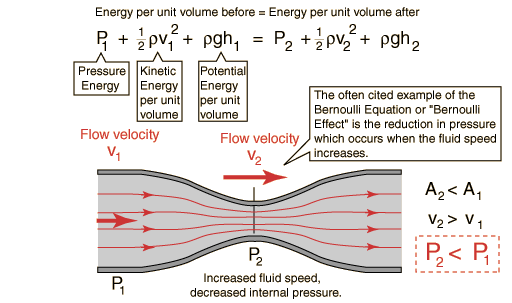 Energy per unit volume before = Energy per unit volume after
P₁ + ½ρv₁² + ρgh₁ = P₂ + ½ρv₂² + ρgh₂
Pressure
Energy
Kinetic
Energy
per unit
volume
Potential
Energy
per unit
volume
The often cited example of the
Bernoulli Equation or "Bernoulli
Effect" is the reduction in pressure
which occurs when the fluid speed
increases.
Flow velocity
v₁
Flow velocity
v₂
A₂ < A₁
v₂ > v₁
P₂ < P₁
P₁
P₂
Increased fluid speed,
decreased internal pressure.